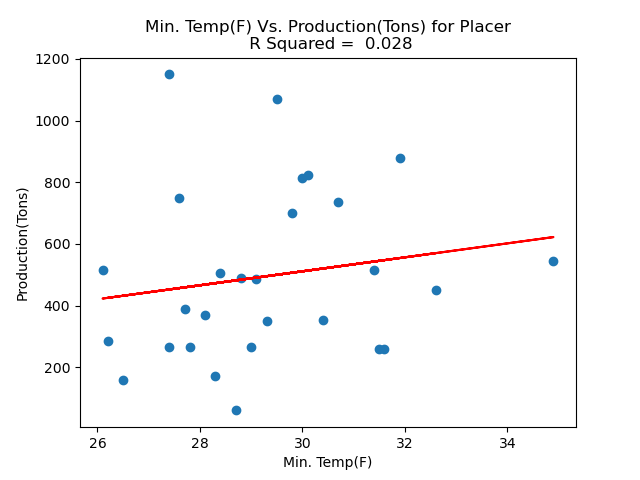 Min. Temp(F) Vs. Production(Tons) for Placer
R Squared =  0.028
1200
1000
800
600
400
200
Production(Tons)
26 28 30 32 34
Min. Temp(F)